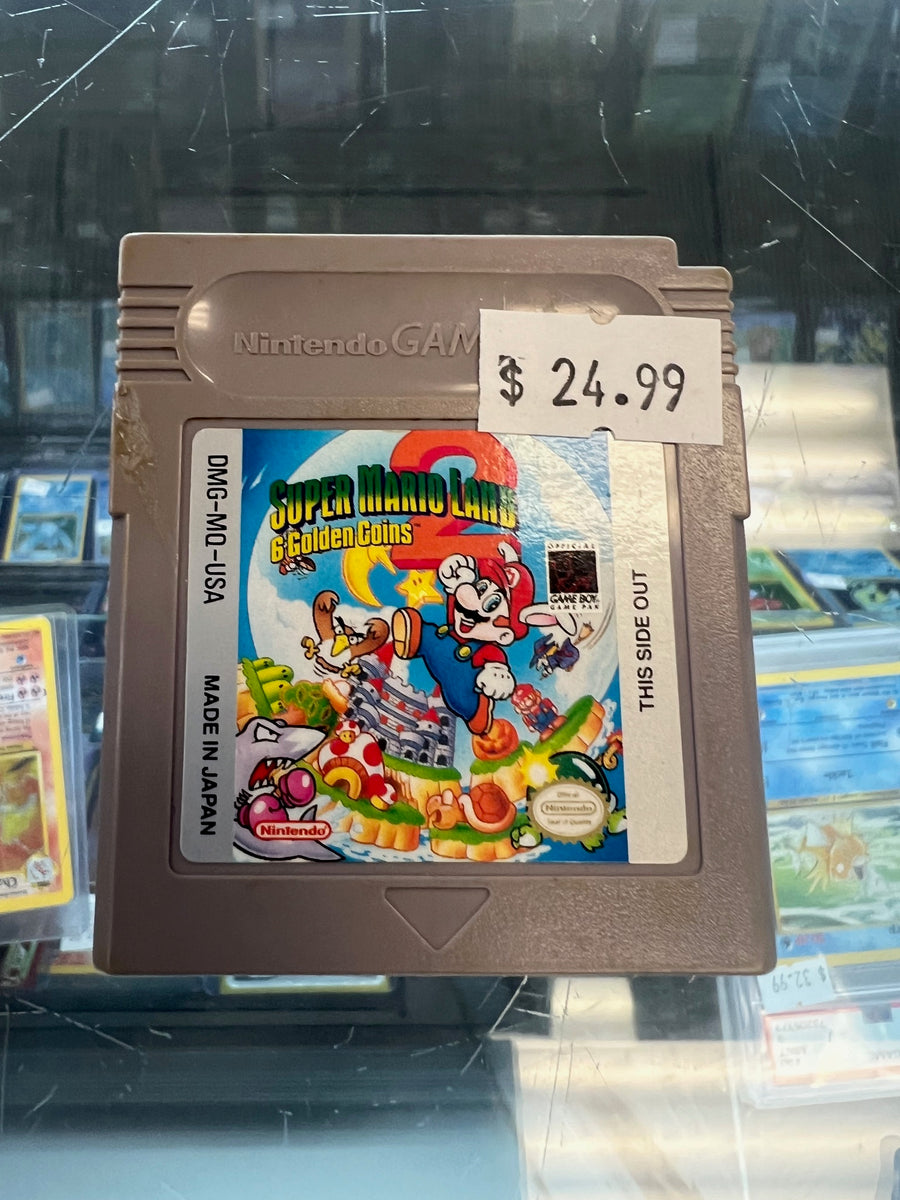 Nintendo GAM
$ 24.99
DMG-MQ-USA
MADE IN JAPAN
2
SUPER MARIO LAND
6 Golden Coins™
OFFICIAL
GAME BOY
GAME PAK
THIS SIDE OUT
Nintendo®
Official
Nintendo
Seal of Quality
$ 32.99